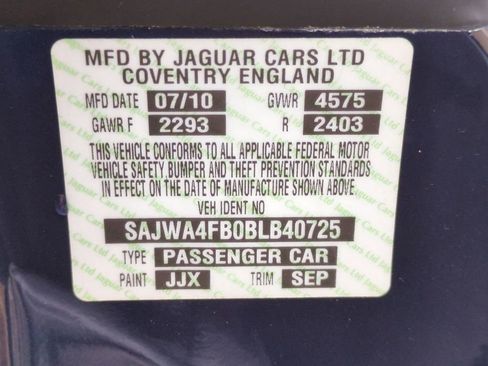 MFD BY JAGUAR CARS LTD
COVENTRY ENGLAND
MFD DATE 07/10 GVWR 4575
GAWR F 2293 R 2403
THIS VEHICLE CONFORMS TO ALL APPLICABLE FEDERAL MOTOR
VEHICLE SAFETY BUMPER AND THEFT PREVENTION STANDARDS
IN EFFECT ON THE DATE OF MANUFACTURE SHOWN ABOVE.
VEH IDENT NO
SAJWA4FB0BLB40725
TYPE PASSENGER CAR
PAINT JJX TRIM SEP